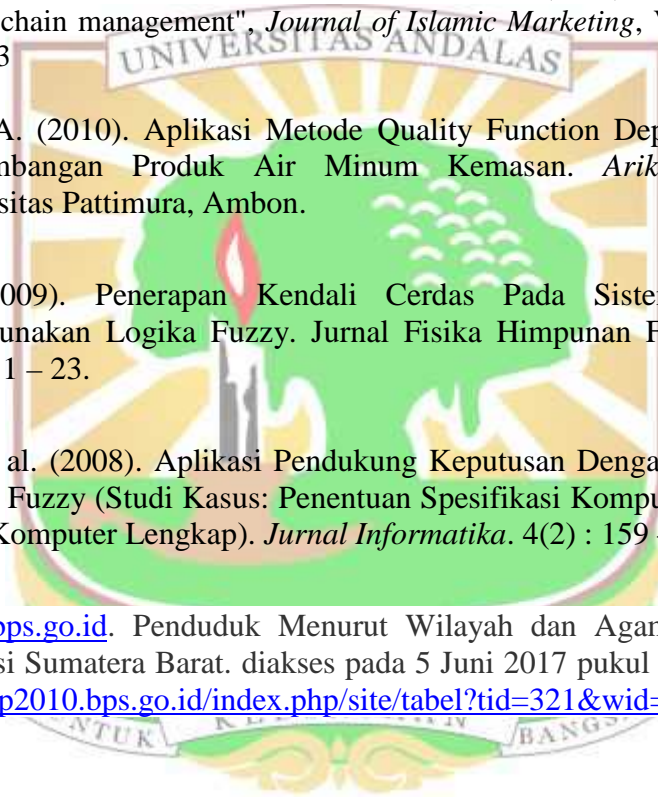 chain management", Journal of Islamic Marketing,
3
UNIVERSITAS ANDALAS
A. (2010). Aplikasi Metode Quality Function Dep
mbangan Produk Air Minum Kemasan. Arik
sitas Pattimura, Ambon.
009). Penerapan Kendali Cerdas Pada Siste
unakan Logika Fuzzy. Jurnal Fisika Himpunan F
1 – 23.
al. (2008). Aplikasi Pendukung Keputusan Denga
Fuzzy (Studi Kasus: Penentuan Spesifikasi Kompu
Komputer Lengkap). Jurnal Informatika. 4(2) : 159
bps.go.id. Penduduk Menurut Wilayah dan Agam
si Sumatera Barat. diakses pada 5 Juni 2017 pukul
p2010.bps.go.id/index.php/site/tabel?tid=321&wid=
UNTUK BANGS